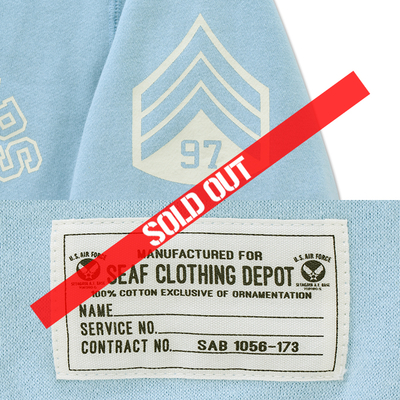 97
SOLD OUT
MANUFACTURED FOR
U.S. AIR FORCE
U.S. AIR FORCE
SEAF CLOTHING DEPOT
100% COTTON EXCLUSIVE OF ORNAMENTATION
NAME
SERVICE NO.
CONTRACT NO. SAB 1056-173